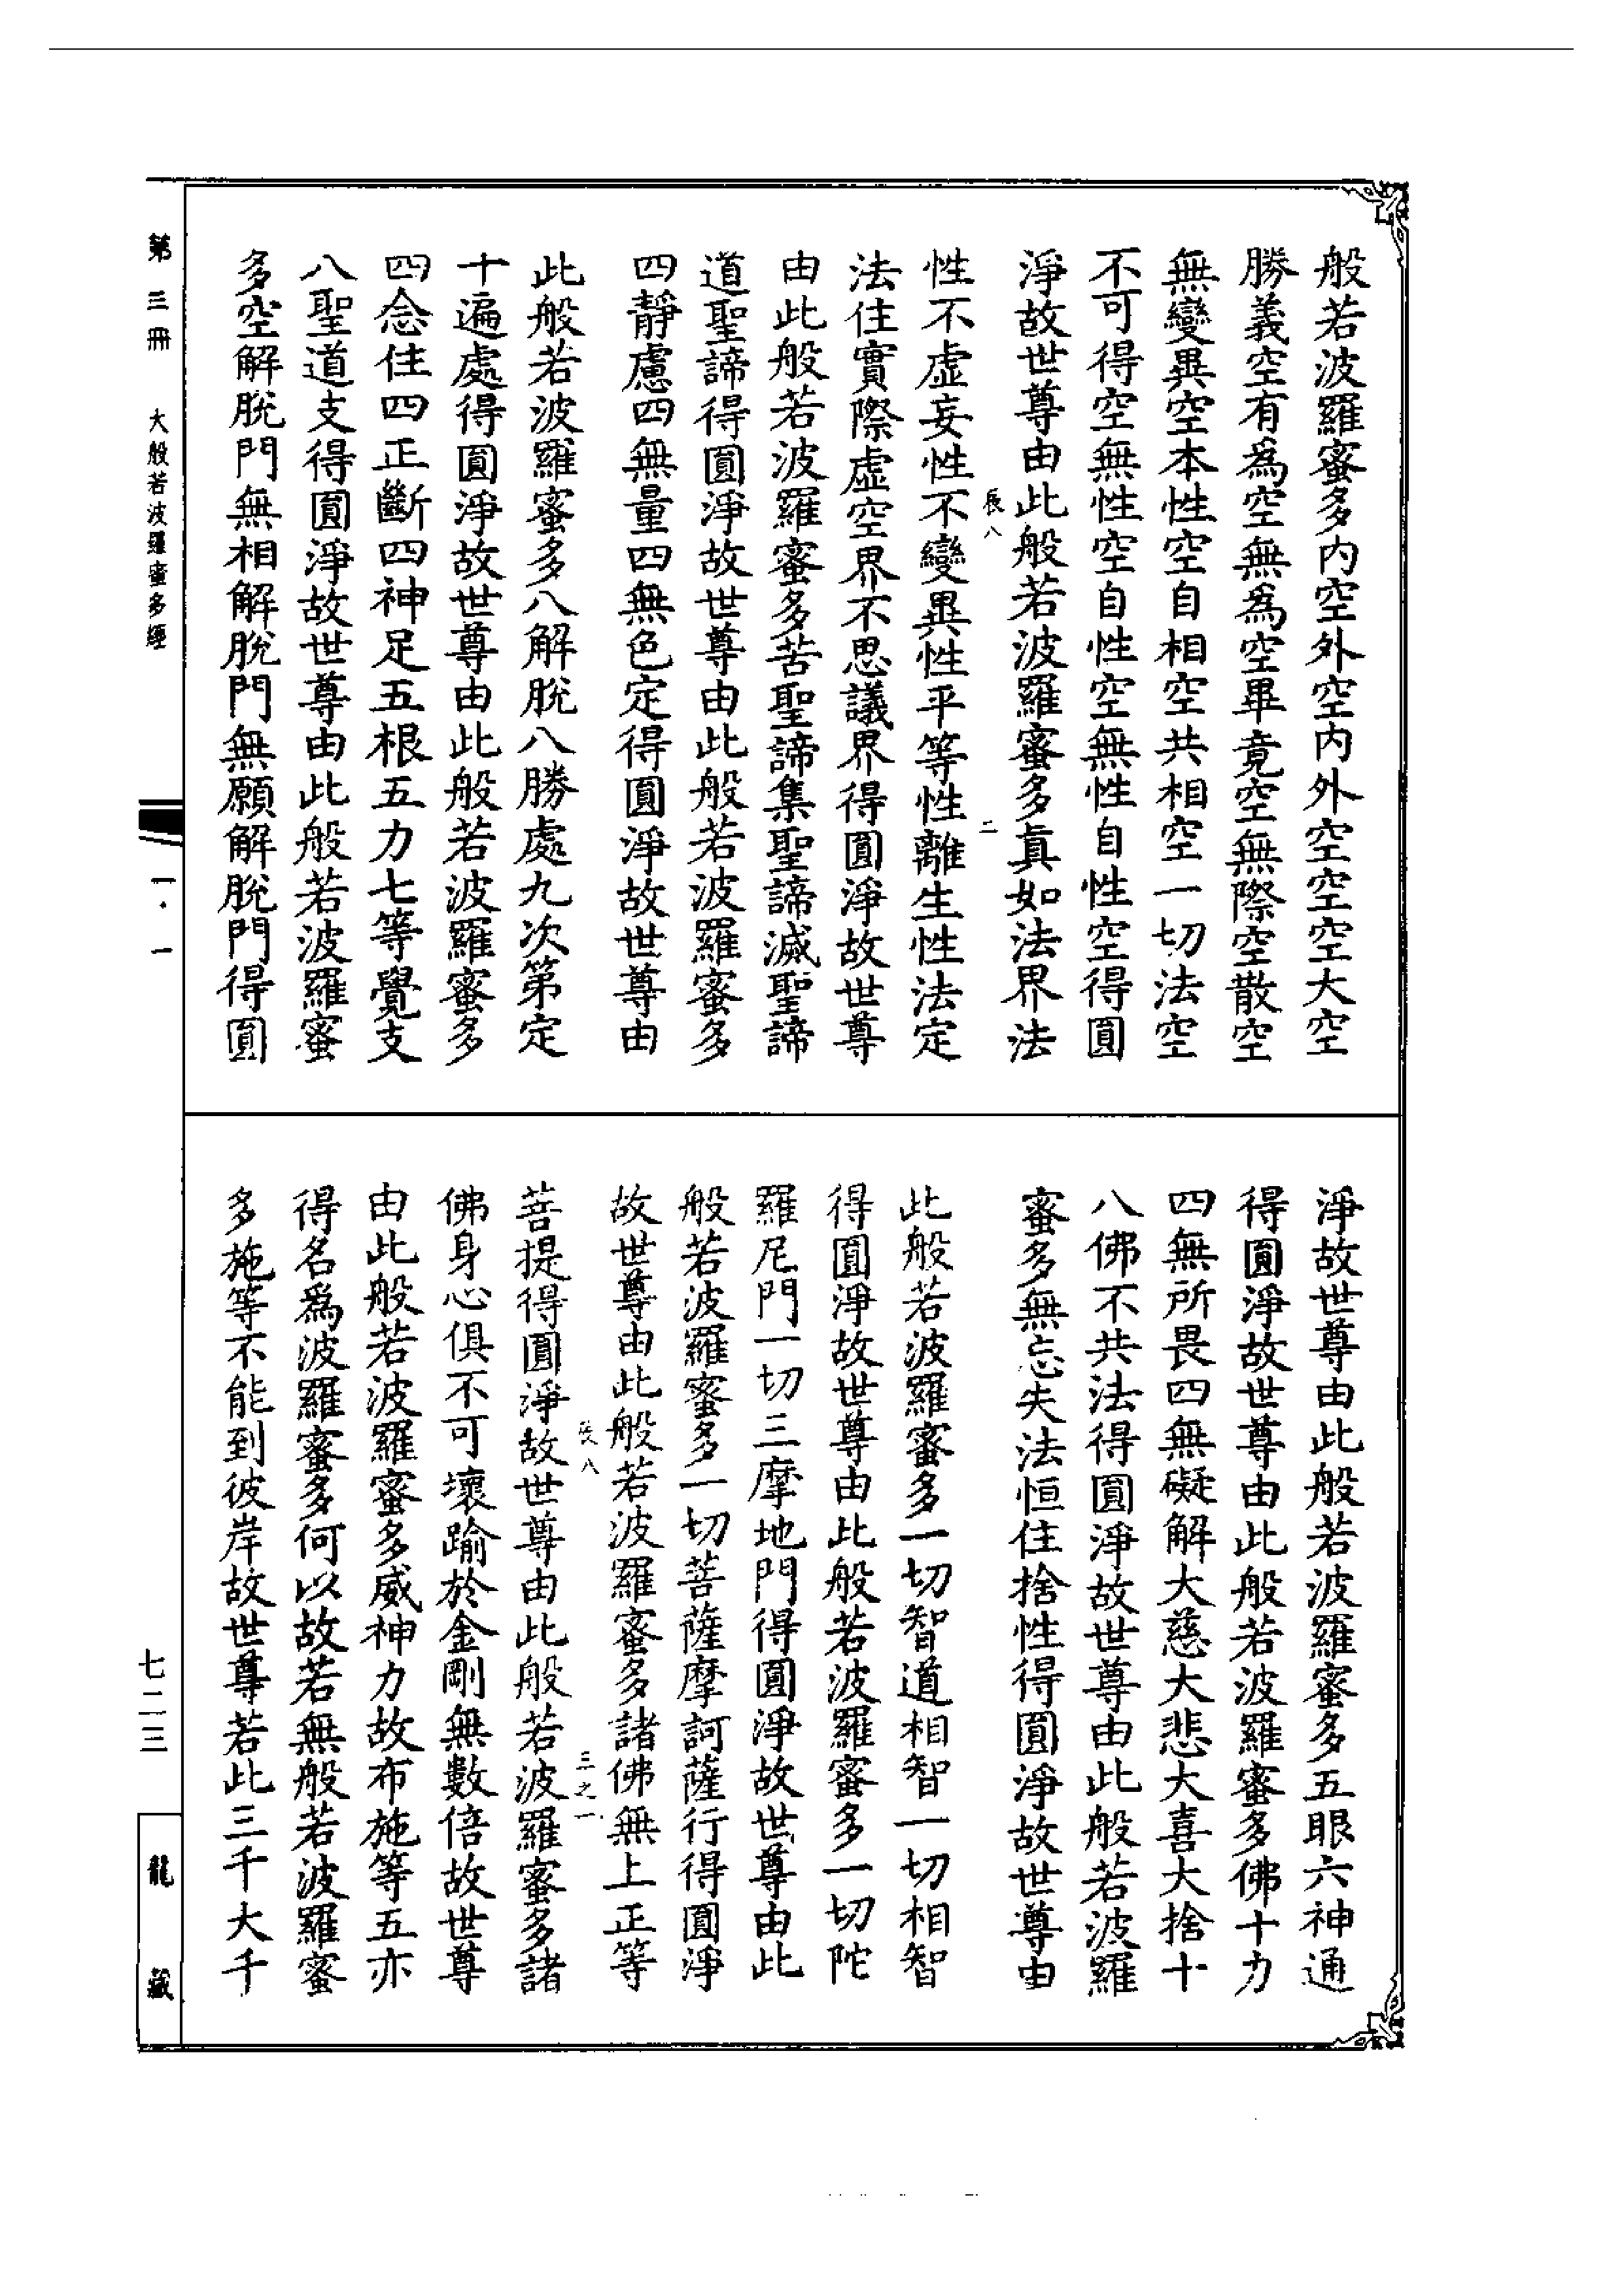 般若波羅蜜多内空外空内外空空空大空
勝義空有爲空無爲空畢竟空無際空散空
無變異空本性空自相空共相空一切法空
不可得空無性空自性空無性自性空得圓
淨故世尊由此般若波羅蜜多真如法界法
辰八
二
性不虛妄性不變異性平等性離生性法定
法住實際虛空界不思議界得圓淨故世尊
由此般若波羅蜜多苦聖諦集聖諦滅聖諦
道聖諦得圓淨故世尊由此般若波羅蜜多
四靜慮四無量四無色定得圓淨故世尊由
此般若波羅蜜多八解脫八勝處九次第定
十遍處得圓淨故世尊由此般若波羅蜜多
四念住四正斷四神足五根五力七等覺支
八聖道支得圓淨故世尊由此般若波羅蜜
多空解脫門無相解脫門無願解脫門得圓
淨故世尊由此般若波羅蜜多五眼六神通
得圓淨故世尊由此般若波羅蜜多佛十力
四無所畏四無礙解大慈大悲大喜大捨十
八佛不共法得圓淨故世尊由此般若波羅
蜜多無忘失法恒住捨性得圓淨故世尊由
此般若波羅蜜多一切智道相智一切相智
得圓淨故世尊由此般若波羅蜜多一切陀
羅尼門一切三摩地門得圓淨故世尊由此
般若波羅蜜多一切菩薩摩訶薩行得圓淨
故世尊由此般若波羅蜜多諸佛無上正等
辰八
三之一
菩提得圓淨故世尊由此般若波羅蜜多諸
佛身心俱不可壞踰於金剛無數倍故世尊
由此般若波羅蜜多威神力故布施等五亦
得名爲波羅蜜多何以故若無般若波羅蜜
多施等不能到彼岸故世尊若此三千大千
第三冊
大般若波羅蜜多經
一·一
七二三
龍藏